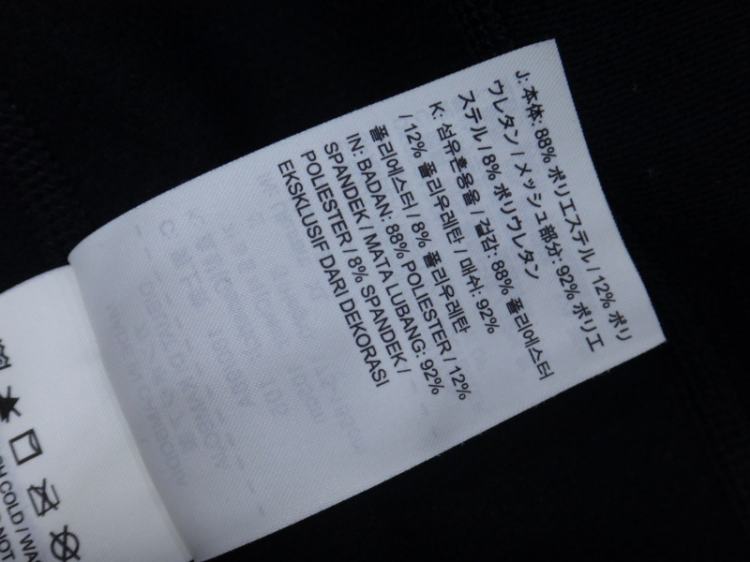 J: 本体: 88% ポリエステル / 12% ポリ
ウレタン / メッシュ部分: 92% ポリエ
ステル / 8% ポリウレタン
K: 섬유혼용율 / 겉감: 88% 폴리에스터
/ 12% 폴리우레탄 / 매쉬: 92%
폴리에스터 / 8% 폴리우레탄
IN: BADAN: 88% POLIESTER / 12%
SPANDEK / MATA LUBANG: 92%
POLIESTER / 8% SPANDEK /
EKSKLUSIF DARI DEKORASI
COLD / WA
NOT